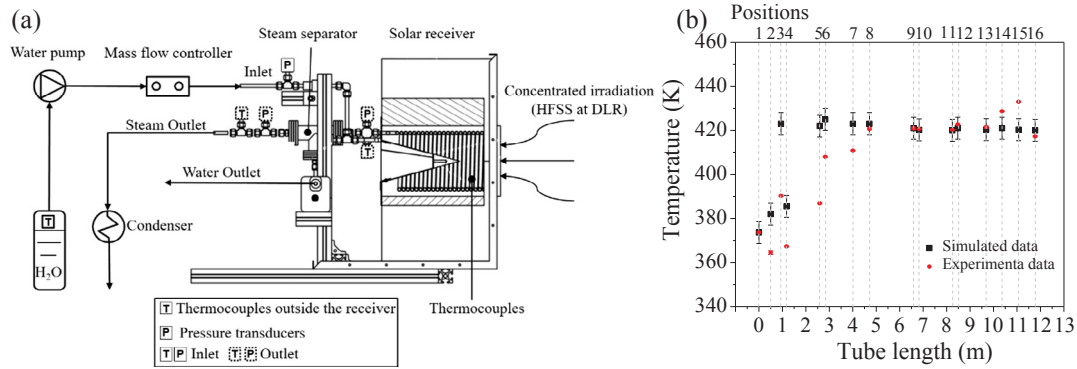 (a)
Steam separator
Solar receiver
Water pump
Mass flow controller
P
Inlet
Concentrated irradiation
(HFSS at DLR)
T P P
Steam Outlet
T
Water Outlet
Condenser
T
H2O
Thermocouples
T Thermocouples outside the receiver
P Pressure transducers
T P Inlet T P Outlet
(b)
Positions
1 2 3 4 5 6 7 8 9 10 11 12 13 14 15 16
460
440
420
400
380
360
340
Temperature (K)
Simulated data
Experimenta data
0 1 2 3 4 5 6 7 8 9 10 11 12 13
Tube length (m)